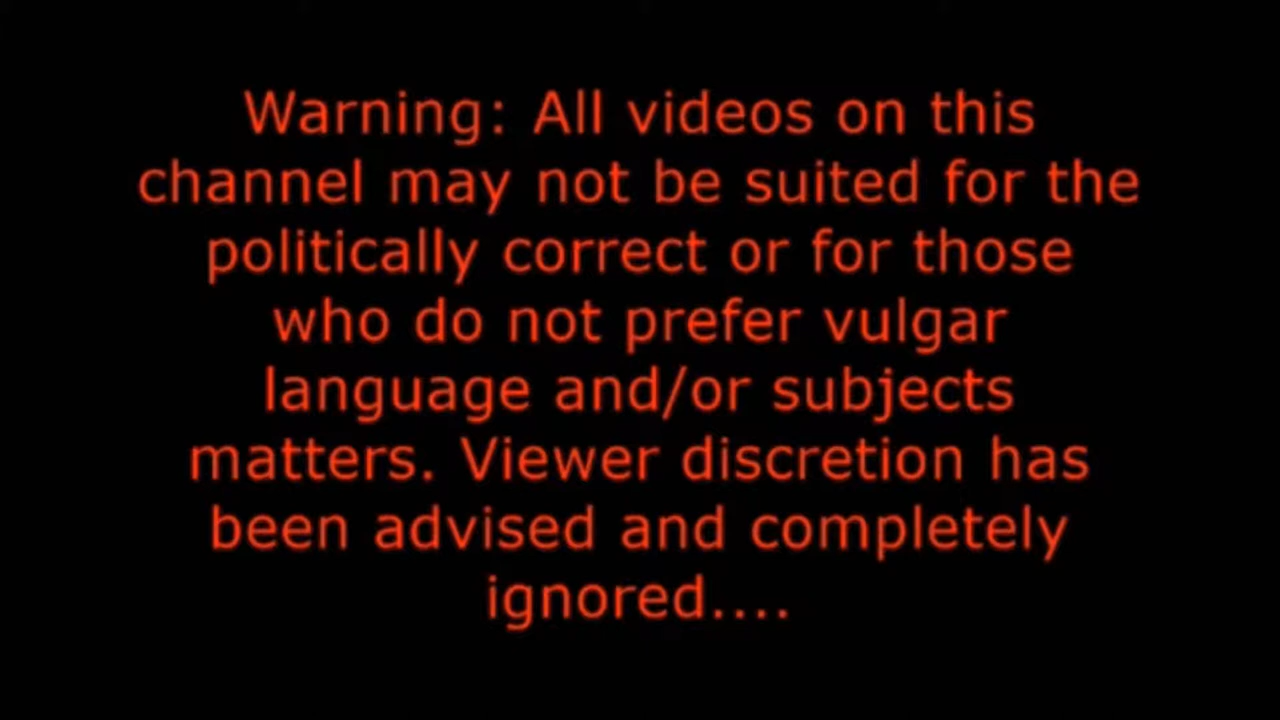 Warning: All videos on this
channel may not be suited for the
politically correct or for those
who do not prefer vulgar
language and/or subjects
matters. Viewer discretion has
been advised and completely
ignored....